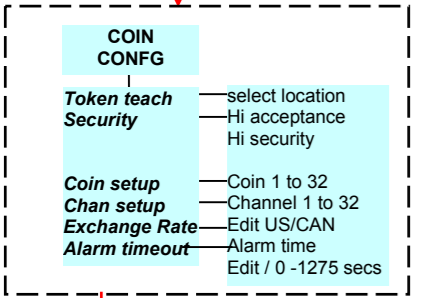 COIN
CONFG
Token teach select location
Security Hi acceptance
Hi security
Coin setup Coin 1 to 32
Chan setup Channel 1 to 32
Exchange Rate Edit US/CAN
Alarm timeout Alarm time
Edit / 0 -1275 secs